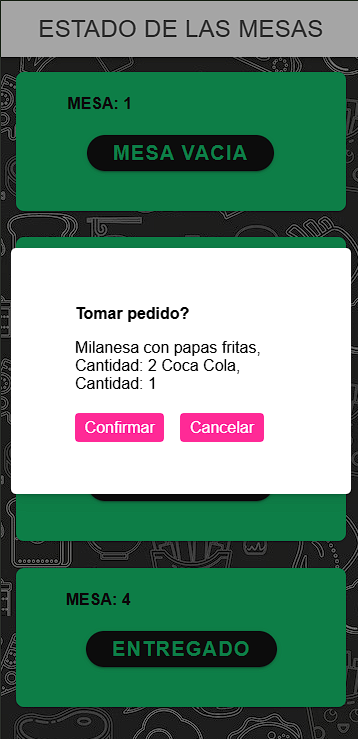 ESTADO DE LAS MESAS
MESA: 1
MESA VACIA
Tomar pedido?
Milanesa con papas fritas,
Cantidad: 2 Coca Cola,
Cantidad: 1
Confirmar Cancelar
MESA: 4
ENTREGADO